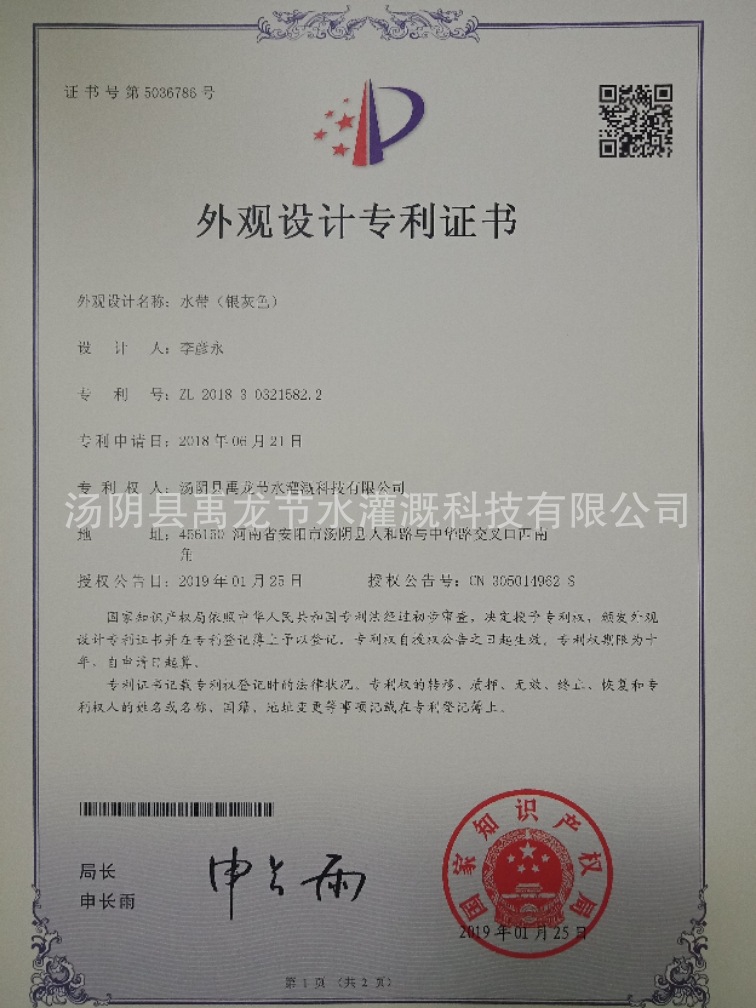 证书号第5036786号
外观设计专利证书
外观设计名称：水带（银灰色）
设计人：李彦永
专利号：ZL 2018 3 0321582.2
专利申请日：2018年06月21日
专利权人：汤阴县禹龙节水灌溉科技有限公司
汤阴县禹龙节水灌溉科技有限公司
地址：456150 河南省安阳市汤阴县人和路与中华路交叉口西南
角
授权公告日：2019年01月25日 授权公告号：CN 305014962 S
国家知识产权局依照中华人民共和国专利法经过初步审查，决定授予专利权，颁发外观
设计专利证书并在专利登记簿上予以登记。专利权自授权公告之日起生效。专利权期限为十
年，自申请日起算。
专利证书记载专利权登记时的法律状况。专利权的转移、质押、无效、终止、恢复和专
利权人的姓名或名称、国籍、地址变更等事项记载在专利登记簿上。
局长
申长雨
申长雨
国家知识产权局
2019年01月25日
第1页（共2页）